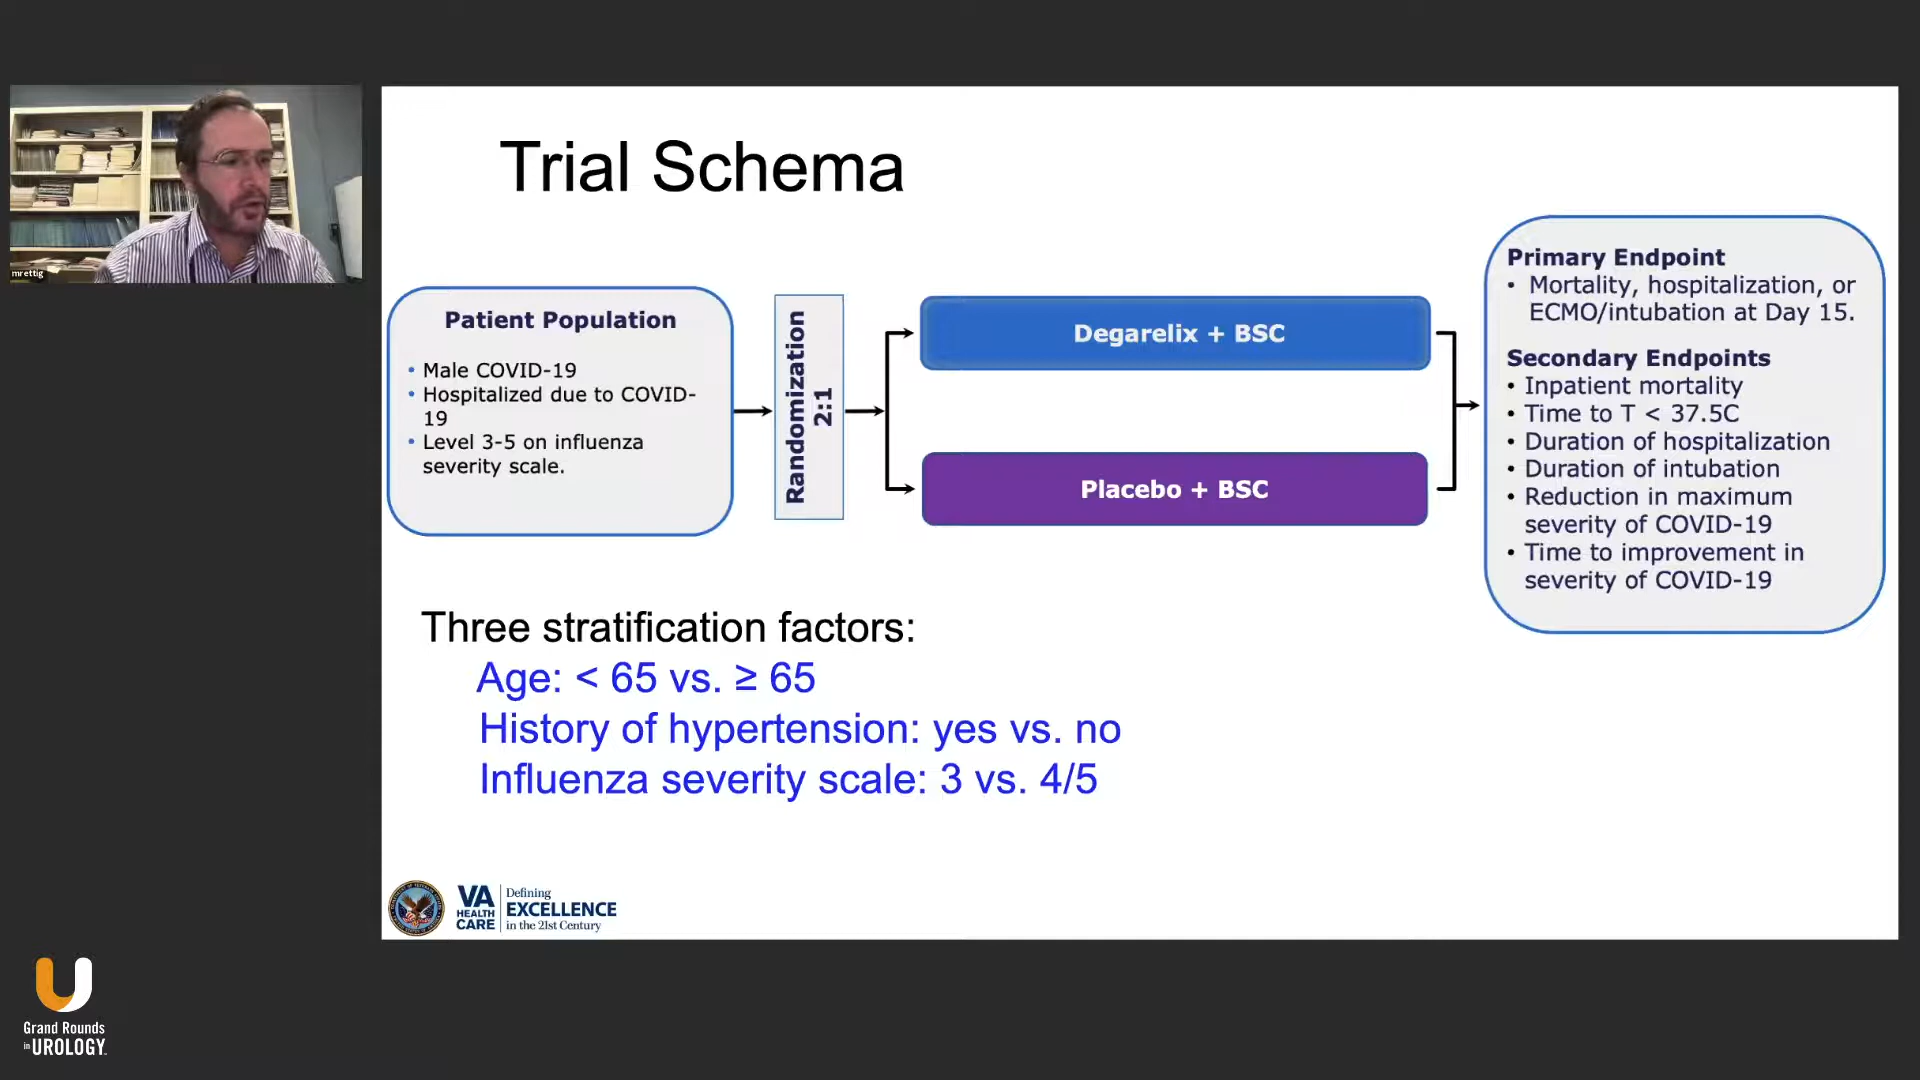 mrettig
Trial Schema
Patient Population
• Male COVID-19
• Hospitalized due to COVID-
19
• Level 3-5 on influenza
severity scale.
Randomization
2:1
Degarelix + BSC
Placebo + BSC
Primary Endpoint
• Mortality, hospitalization, or
ECMO/intubation at Day 15.
Secondary Endpoints
• Inpatient mortality
• Time to T < 37.5C
• Duration of hospitalization
• Duration of intubation
• Reduction in maximum
severity of COVID-19
• Time to improvement in
severity of COVID-19
Three stratification factors:
Age: < 65 vs. ≥ 65
History of hypertension: yes vs. no
Influenza severity scale: 3 vs. 4/5
VA
HEALTH
CARE
Defining
EXCELLENCE
in the 21st Century
Grand Rounds
in UROLOGY